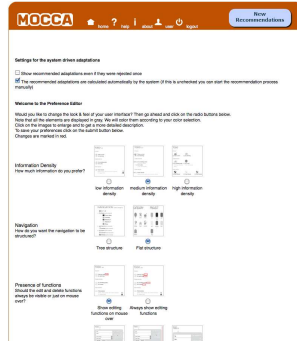 MOCCA
home ? help i about user logout
New
Recommendations
Settings for the system driven adaptations
Show recommended adaptations even if they were rejected once
The recommended adaptations are calculated automatically by the system (if this is unchecked you can start the recommendation process
manually)
Welcome to the Preference Editor
Would you like to change the look & feel of your user interface? Then go ahead and click on the radio buttons below.
Note that all the elements are displayed in gray. We will color them according to your color selection.
Click on the images to enlarge and to get a more detailed description.
To save your preferences click on the submit button below.
Changes are marked in red.
Information Density
How much information do you prefer?
low information density
medium information density
high information density
Navigation
How do you want the navigation to be
structured?
Tree structure
Flat structure
Presence of functions
Should the edit and delete functions
always be visible or just on mouse
over?
Show editing functions on mouse over
Always show editing functions